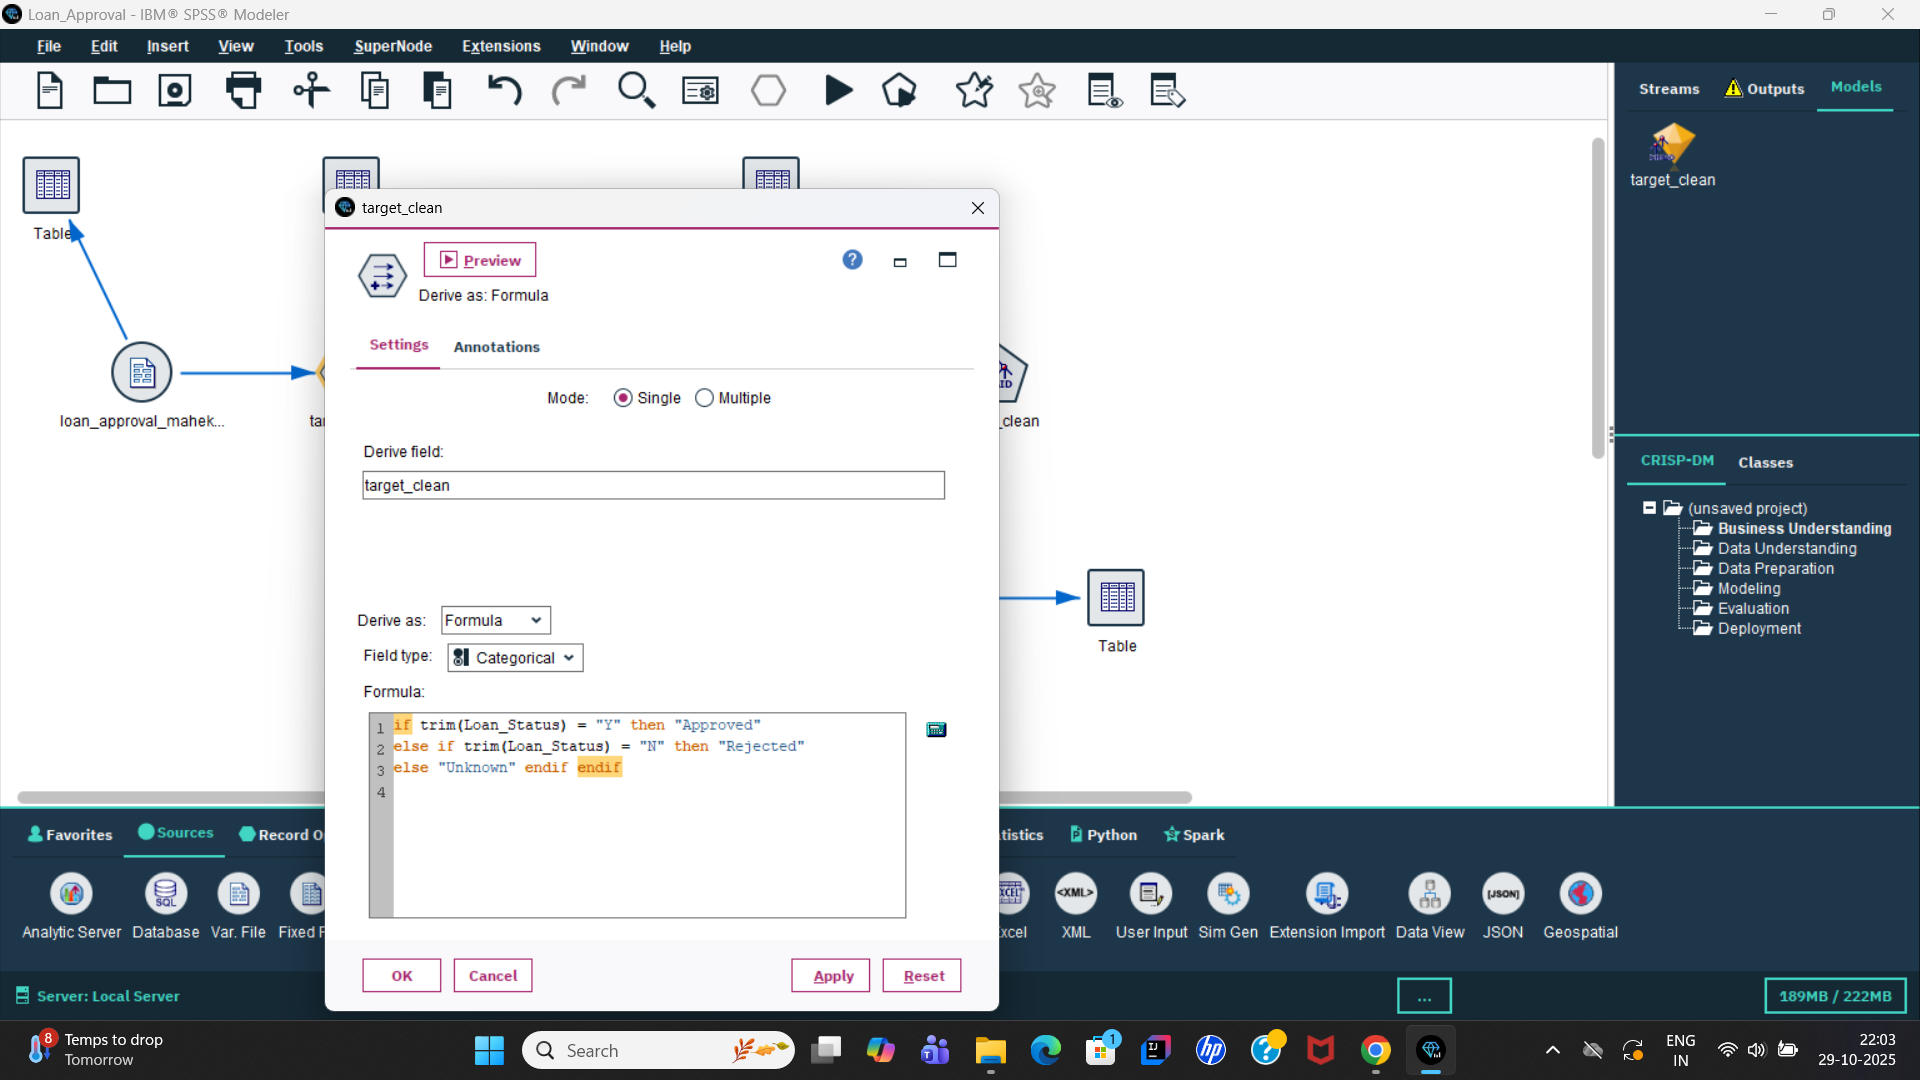 Loan_Approval - IBM® SPSS® Modeler
File Edit Insert View Tools SuperNode Extensions Window Help
Streams Outputs Models
target_clean
Table
loan_approval_mahek...
target_clean
Preview
?
Derive as: Formula
Settings Annotations
Mode: Single Multiple
Derive field:
target_clean
Derive as: Formula
Field type: Categorical
Formula:
1 if trim(Loan_Status) = "Y" then "Approved"
2 else if trim(Loan_Status) = "N" then "Rejected"
3 else "Unknown" endif endif
4
OK Cancel Apply Reset
_clean
Table
CRISP-DM Classes
(unsaved project)
Business Understanding
Data Understanding
Data Preparation
Modeling
Evaluation
Deployment
Favorites Sources Record Op
tistics Python Spark
SQL
<XML>
[JSON]
Analytic Server Database Var. File Fixed F
xcel XML User Input Sim Gen Extension Import Data View JSON Geospatial
Server: Local Server
...
189MB / 222MB
8
Temps to drop
Tomorrow
Search
1
ENG
IN
22:03
29-10-2025